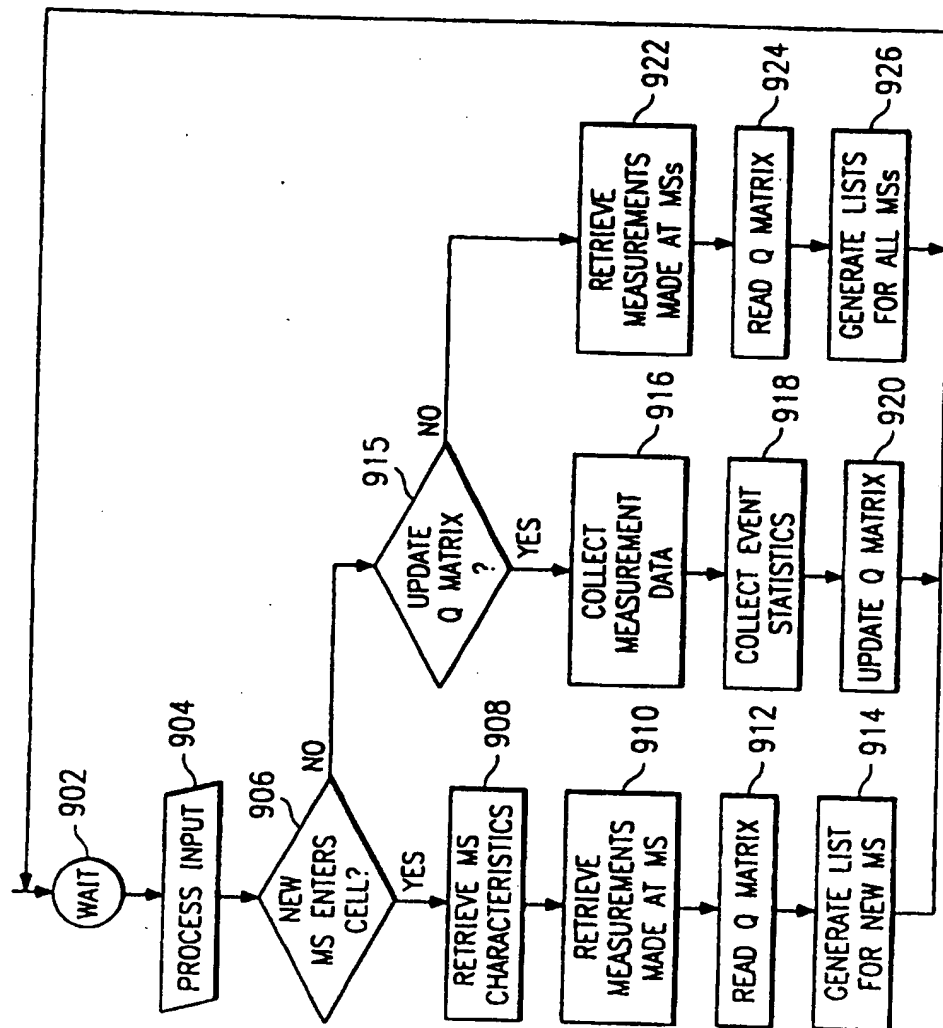 902
WAIT
904
PROCESS INPUT
906
NEW
MS ENTERS
CELL?
NO
YES
908
RETRIEVE MS
CHARACTERISTICS
910
RETRIEVE
MEASUREMENTS
MADE AT MS
912
READ Q MATRIX
914
GENERATE LIST
FOR NEW MS
915
UPDATE
Q MATRIX
?
NO
YES
916
COLLECT
MEASUREMENT
DATA
918
COLLECT EVENT
STATISTICS
920
UPDATE Q MATRIX
922
RETRIEVE
MEASUREMENTS
MADE AT MSs
924
READ Q MATRIX
926
GENERATE LISTS
FOR ALL MSs